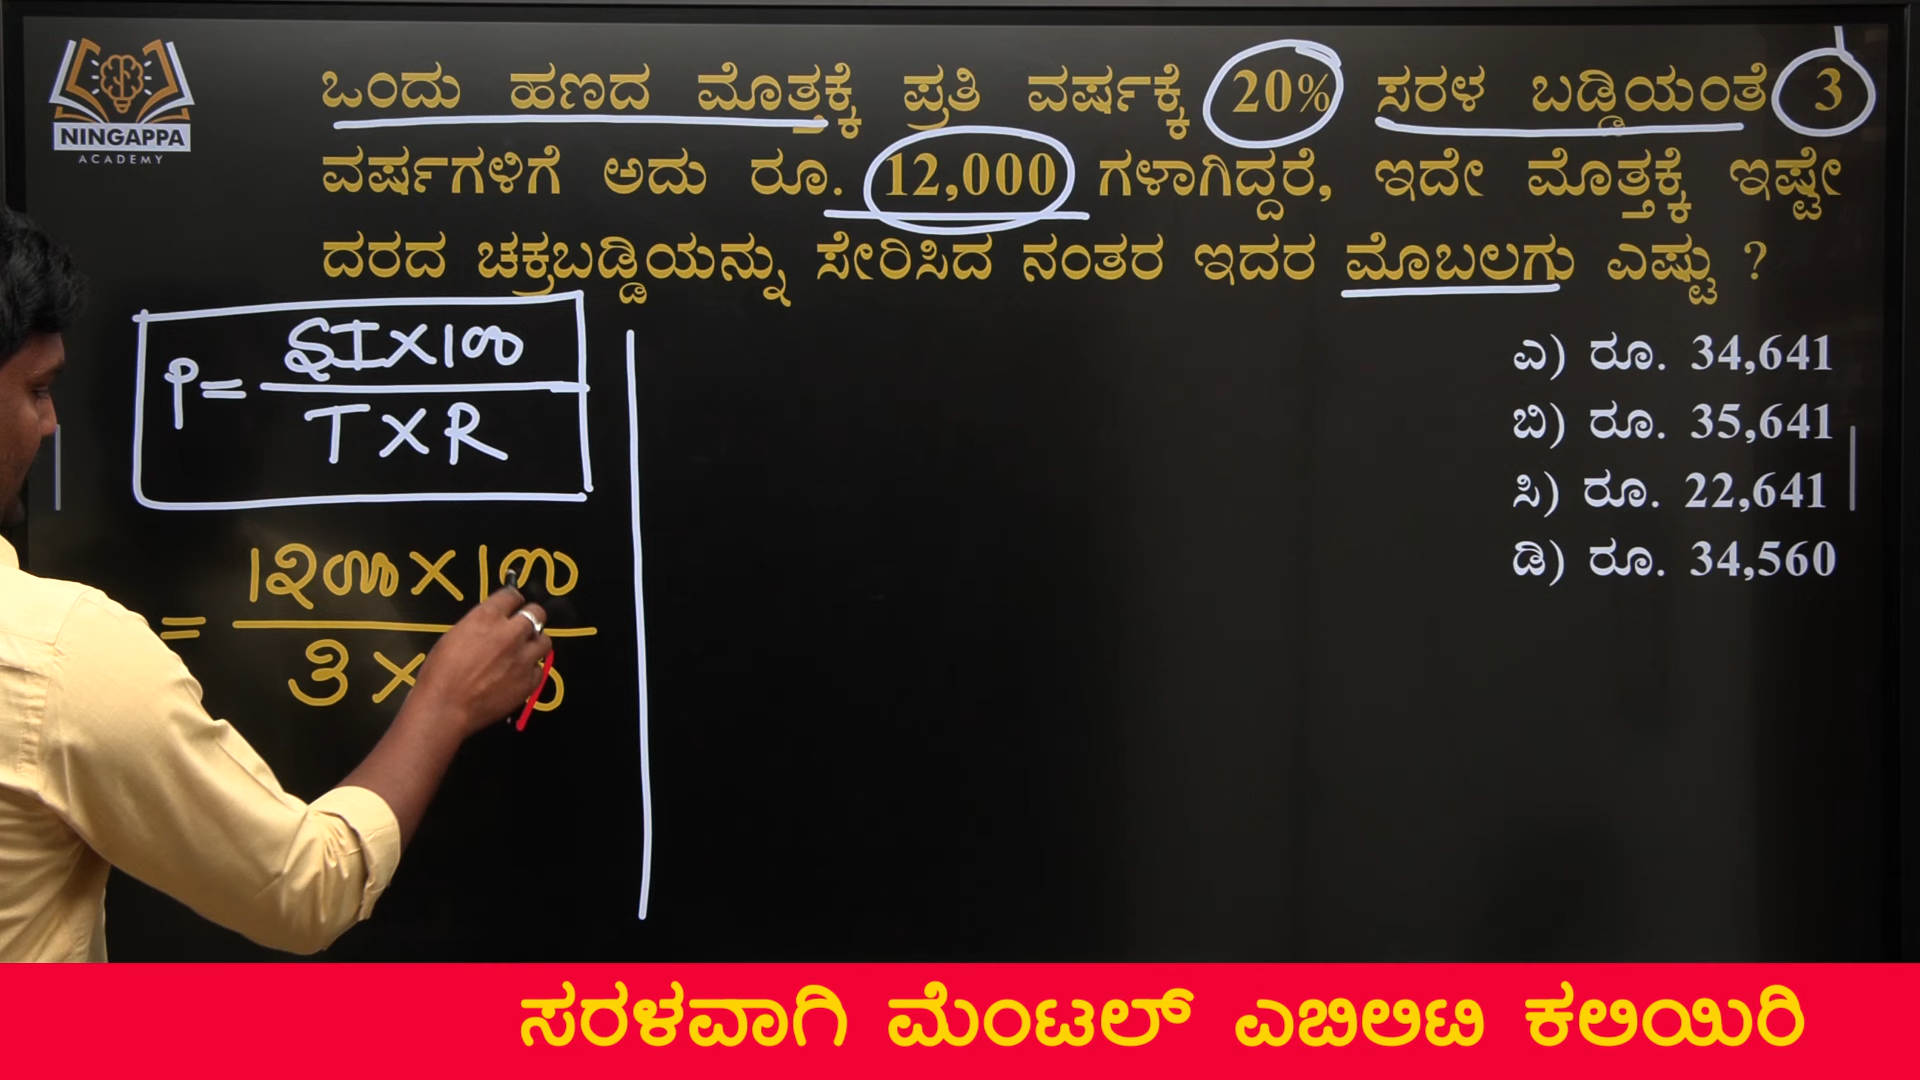 NINGAPPA
ACADEMY
ಒಂದು ಹಣದ ಮೊತ್ತಕ್ಕೆ ಪ್ರತಿ ವರ್ಷಕ್ಕೆ 20% ಸರಳ ಬಡ್ಡಿಯಂತೆ 3
ವರ್ಷಗಳಿಗೆ ಅದು ರೂ. 12,000 ಗಳಾಗಿದ್ದರೆ, ಇದೇ ಮೊತ್ತಕ್ಕೆ ಇಷ್ಟೇ
ದರದ ಚಕ್ರಬಡ್ಡಿಯನ್ನು ಸೇರಿಸಿದ ನಂತರ ಇದರ ಮೊಬಲಗು ಎಷ್ಟು ?
P = SI X 100
T X R
ಎ) ರೂ. 34,641
ಬಿ) ರೂ. 35,641
ಸಿ) ರೂ. 22,641
ಡಿ) ರೂ. 34,560
= 12000 X 100
3 X
ಸರಳವಾಗಿ ಮೆಂಟಲ್ ಎಬಿಲಿಟಿ ಕಲಿಯಿರಿ